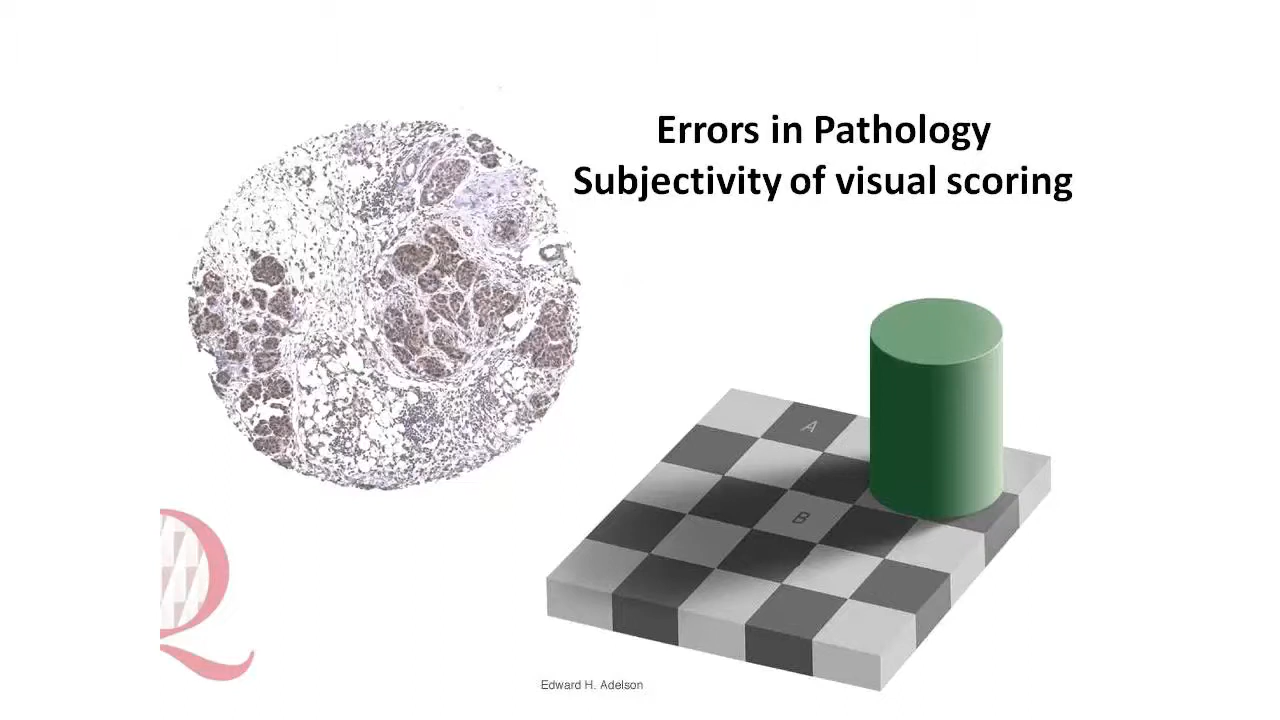 Errors in Pathology
Subjectivity of visual scoring
A
B
Q
Edward H. Adelson